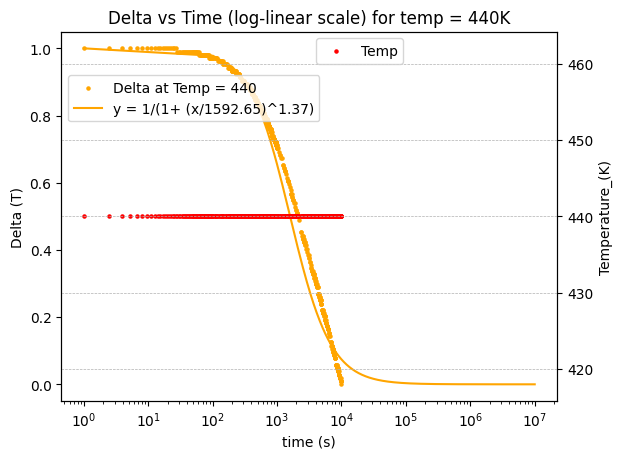 Delta vs Time (log-linear scale) for temp = 440K
Temp
Delta at Temp = 440
y = 1/(1+ (x/1592.65)^1.37)
1.0
0.8
0.6
0.4
0.2
0.0
Delta (T)
460
450
440
430
420
Temperature_(K)
10^0 10^1 10^2 10^3 10^4 10^5 10^6 10^7
time (s)